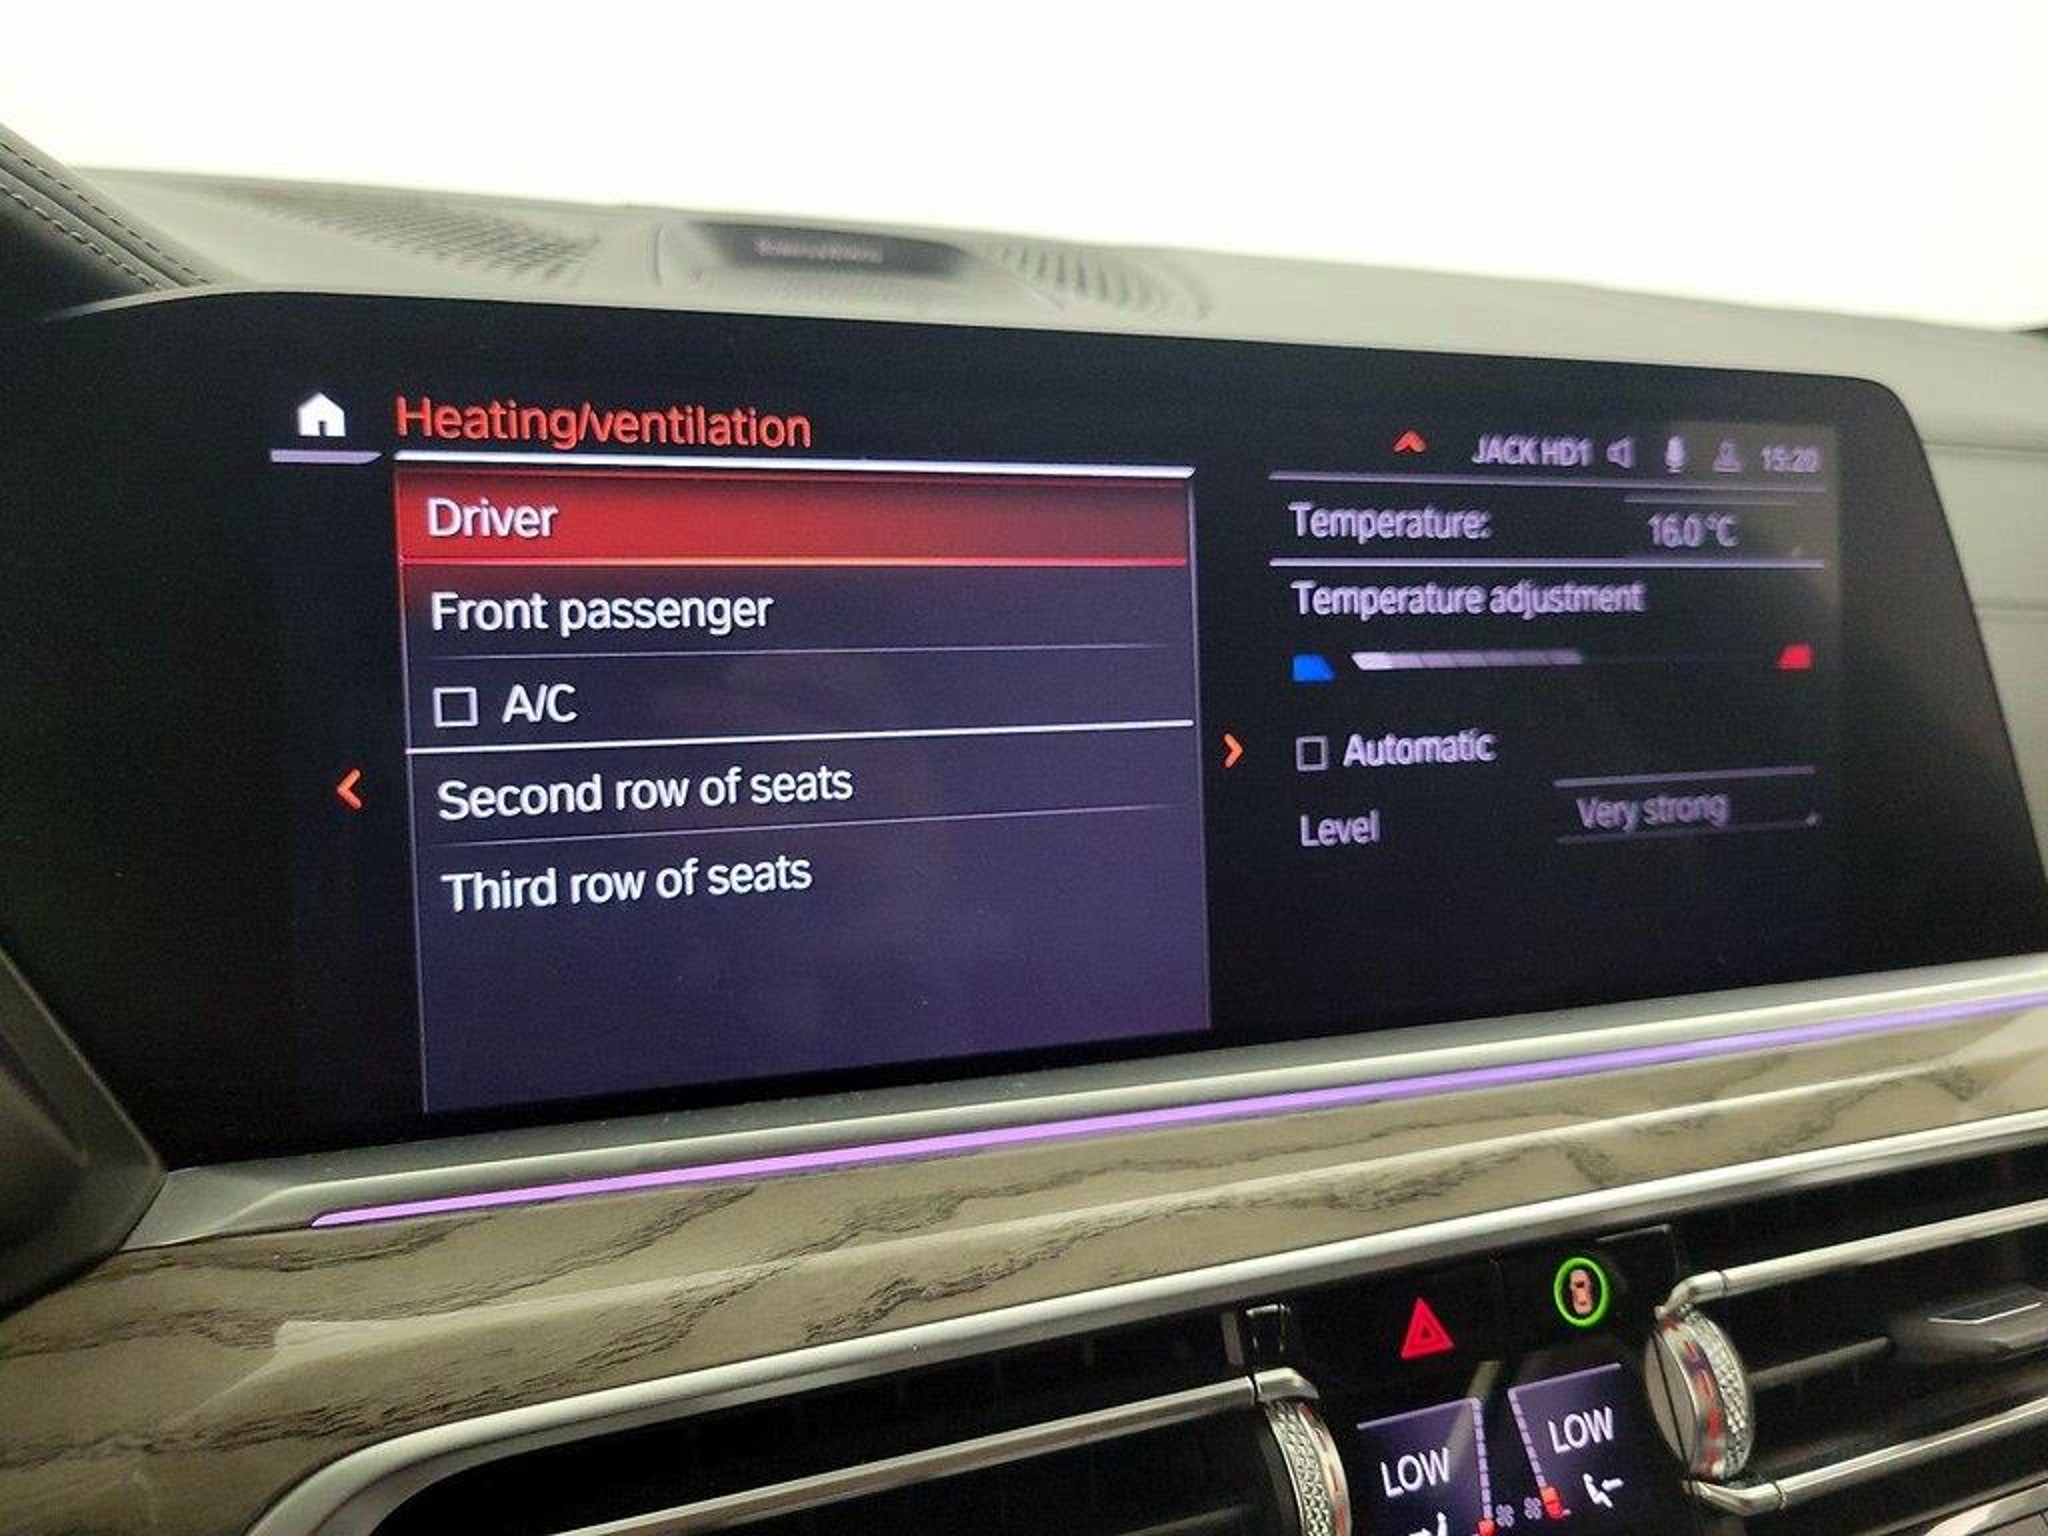 Heating/ventilation
JACK HD1 15:20
Driver
Front passenger
A/C
Second row of seats
Third row of seats
Temperature: 16.0 °C
Temperature adjustment
Automatic
Level Very strong
LOW
LOW